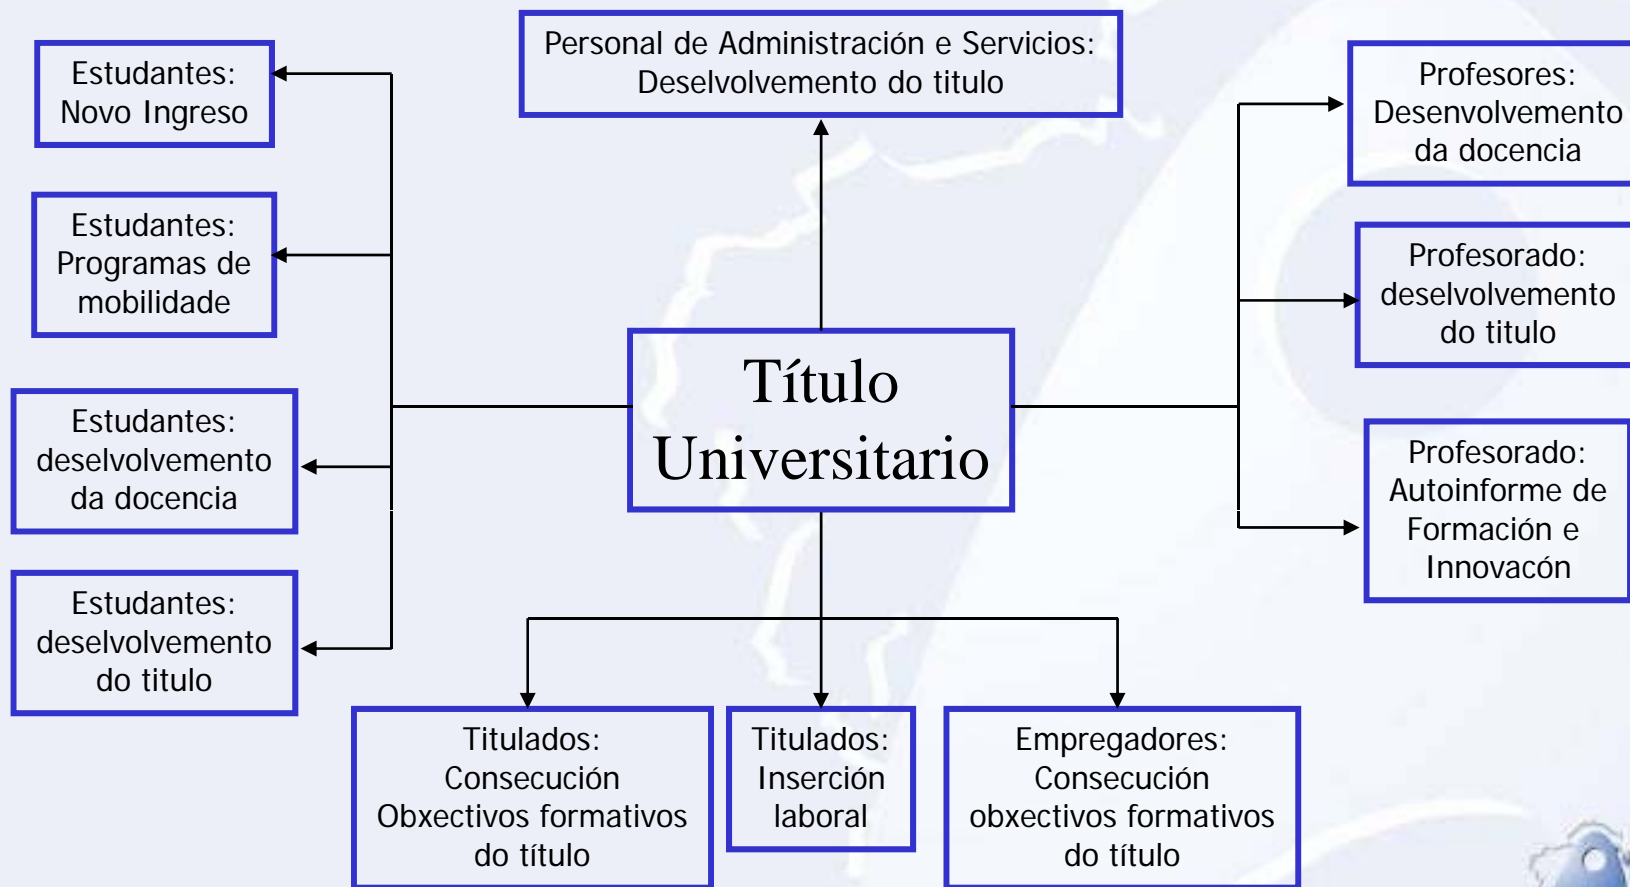 Estudantes:
Novo Ingreso
Estudantes:
Programas de
mobilidade
Estudantes:
deselvolvemento
da docencia
Estudantes:
deselvolvemento
do titulo
Personal de Administración e Servicios:
Deselvolvemento do titulo
Título
Universitario
Titulados:
Consecución
Obxectivos formativos
do título
Titulados:
Inserción
laboral
Empregadores:
Consecución
obxectivos formativos
do título
Profesores:
Desenvolvemento
da docencia
Profesorado:
deselvolvemento
do titulo
Profesorado:
Autoinforme de
Formación e
Innovacón